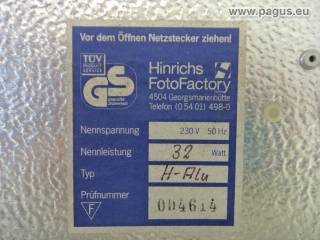 © www.pagus.eu
Vor dem Öffnen Netzstecker ziehen!
TÜV
PRODUCT SERVICE
GS
geprüfte Sicherheit
Hinrichs
FotoFactory
4504 Georgsmarienhütte
Telefon (0 54 01) 498-0
Nennspannung 230 V 50 Hz
Nennleistung 32 Watt
Typ H-Alu
Prüfnummer 004614
F